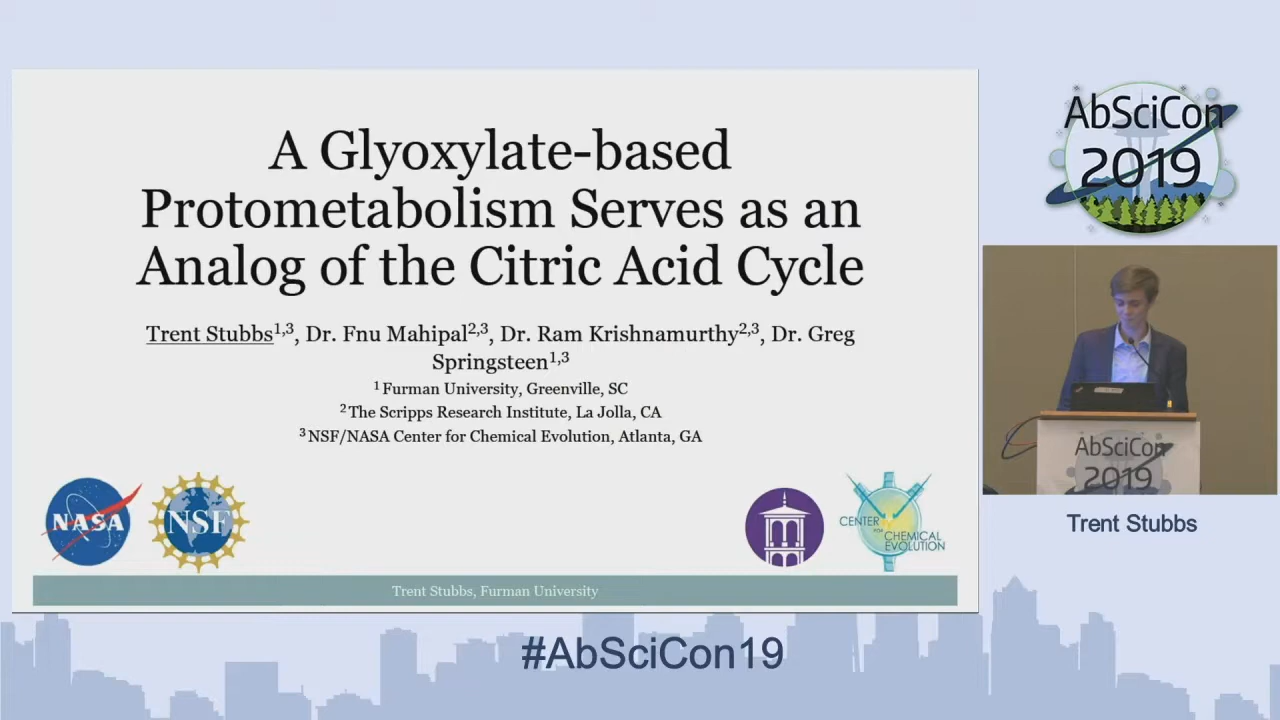 A Glyoxylate-based
Protometabolism Serves as an
Analog of the Citric Acid Cycle
Trent Stubbs1,3, Dr. Fnu Mahipal2,3, Dr. Ram Krishnamurthy2,3, Dr. Greg
Springsteen1,3
1 Furman University, Greenville, SC
2 The Scripps Research Institute, La Jolla, CA
3 NSF/NASA Center for Chemical Evolution, Atlanta, GA
NASA
NSF
CENTER
FOR
CHEMICAL
EVOLUTION
Trent Stubbs, Furman University
AbSciCon
2019
AbSciCon
2019
Trent Stubbs
#AbSciCon19